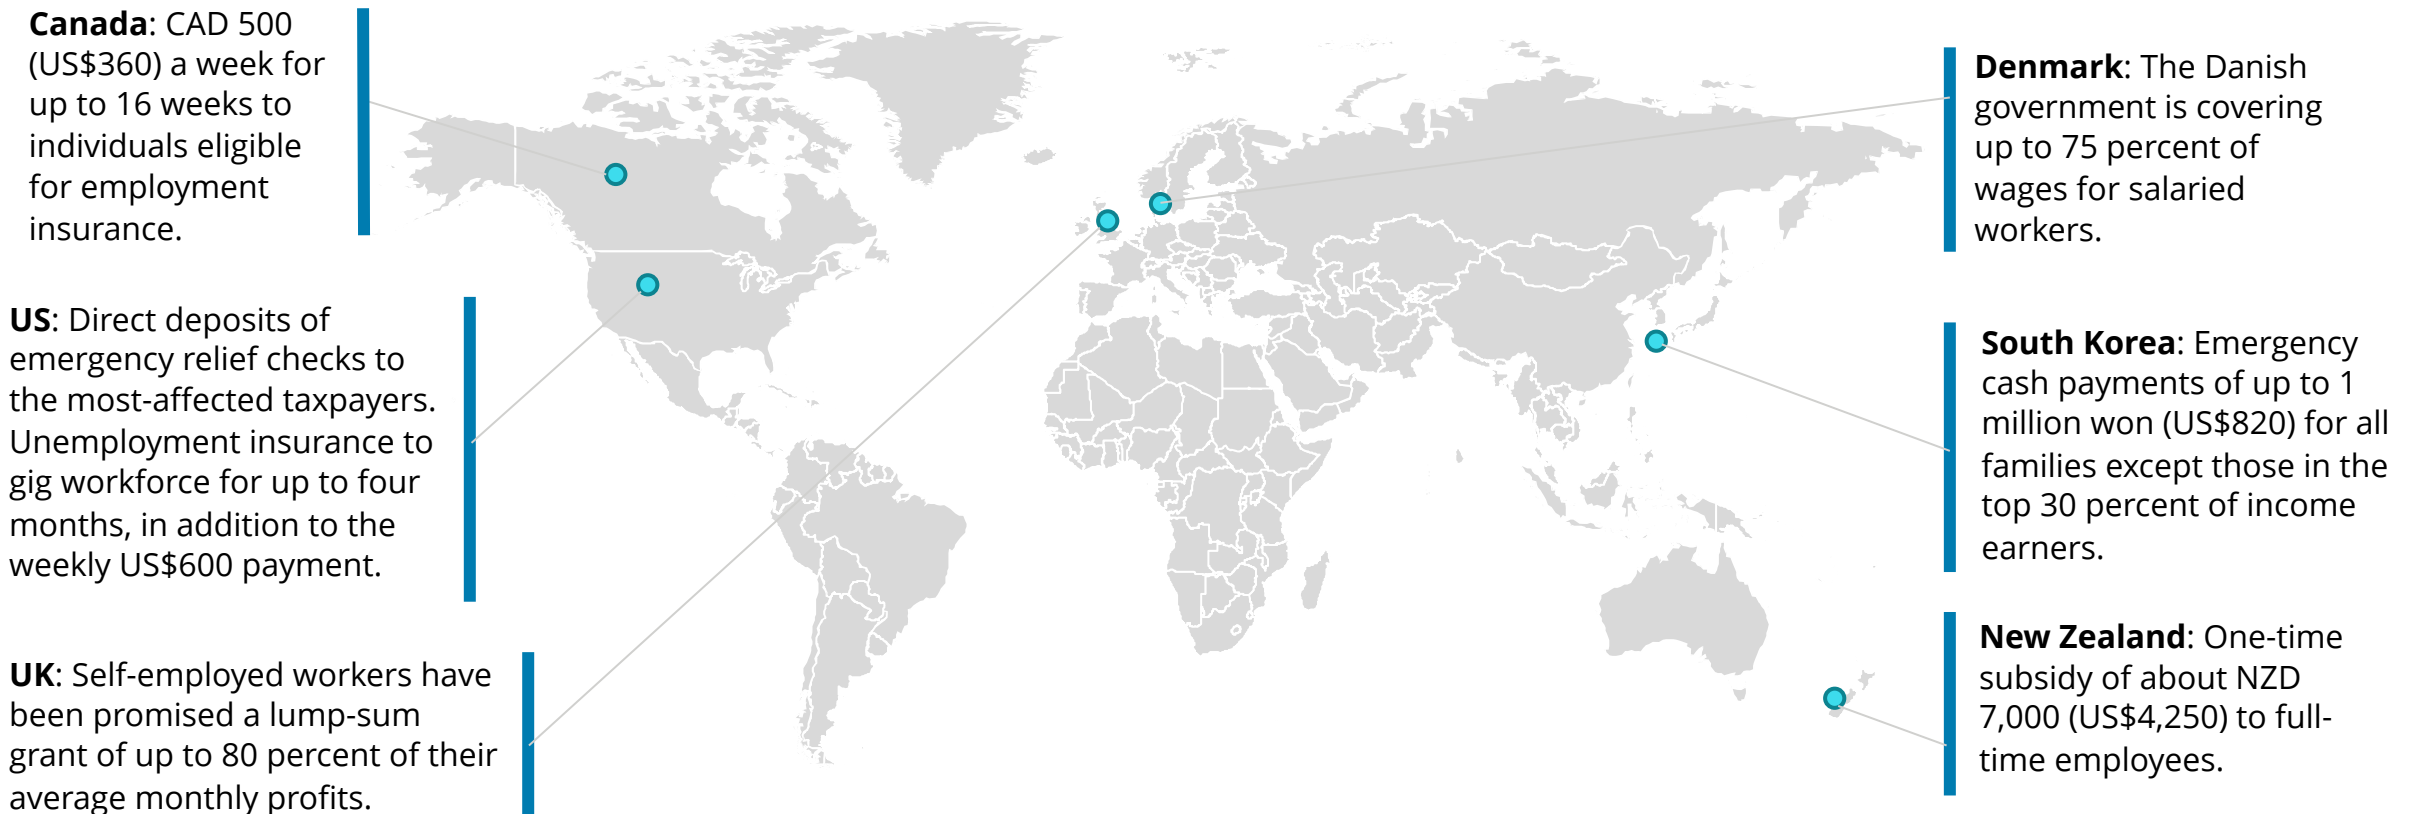 Canada: CAD 500
(US$360) a week for
up to 16 weeks to
individuals eligible
for employment
insurance.
US: Direct deposits of
emergency relief checks to
the most-affected taxpayers.
Unemployment insurance to
gig workforce for up to four
months, in addition to the
weekly US$600 payment.
UK: Self-employed workers have
been promised a lump-sum
grant of up to 80 percent of their
average monthly profits.
Denmark: The Danish
government is covering
up to 75 percent of
wages for salaried
workers.
South Korea: Emergency
cash payments of up to 1
million won (US$820) for all
families except those in the
top 30 percent of income
earners.
New Zealand: One-time
subsidy of about NZD
7,000 (US$4,250) to full-
time employees.